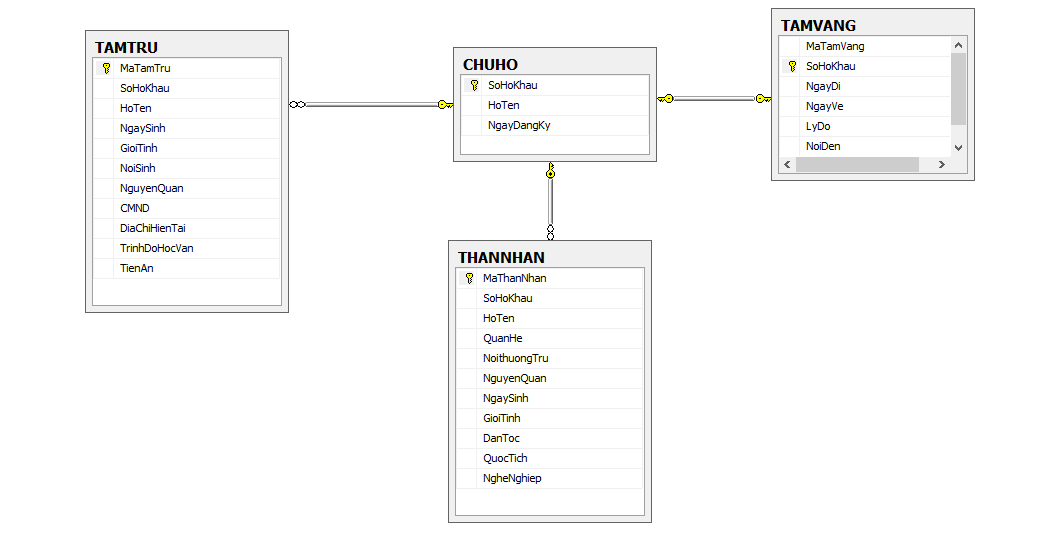 TAMTRU
MaTamTru
SoHoKhau
HoTen
NgaySinh
GioiTinh
NoiSinh
NguyenQuan
CMND
DiaChiHienTai
TrinhDoHocVan
TienAn
CHUHO
SoHoKhau
HoTen
NgayDangKy
TAMVANG
MaTamVang
SoHoKhau
NgayDi
NgayVe
LyDo
NoiDen
THANNHAN
MaThanNhan
SoHoKhau
HoTen
QuanHe
NoithuongTru
NguyenQuan
NgaySinh
GioiTinh
DanToc
QuocTich
NgheNghiep